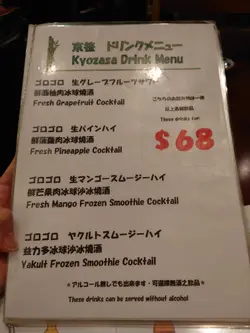 京笹 ドリンクメニュー
Kyozasa Drink Menu
ゴロゴロ 生グレープフルーツサワー
鮮西柚肉冰球燒酒
Fresh Grapefruit Cocktail
ゴロゴロ 生パインハイ
鮮菠蘿肉冰球燒酒
Fresh Pineapple Cocktail
These drinks run
$68
ゴロゴロ 生マンゴースムージーハイ
鮮芒果肉冰球沙冰燒酒
Fresh Mango Frozen Smoothie Cocktail
ゴロゴロ ヤクルトスムージーハイ
益力多冰球沙冰燒酒
Yakult Frozen Smoothie Cocktail
*アルコール無しでも出来ます・可選擇無酒之飲品*
These drinks can be served without alcohol